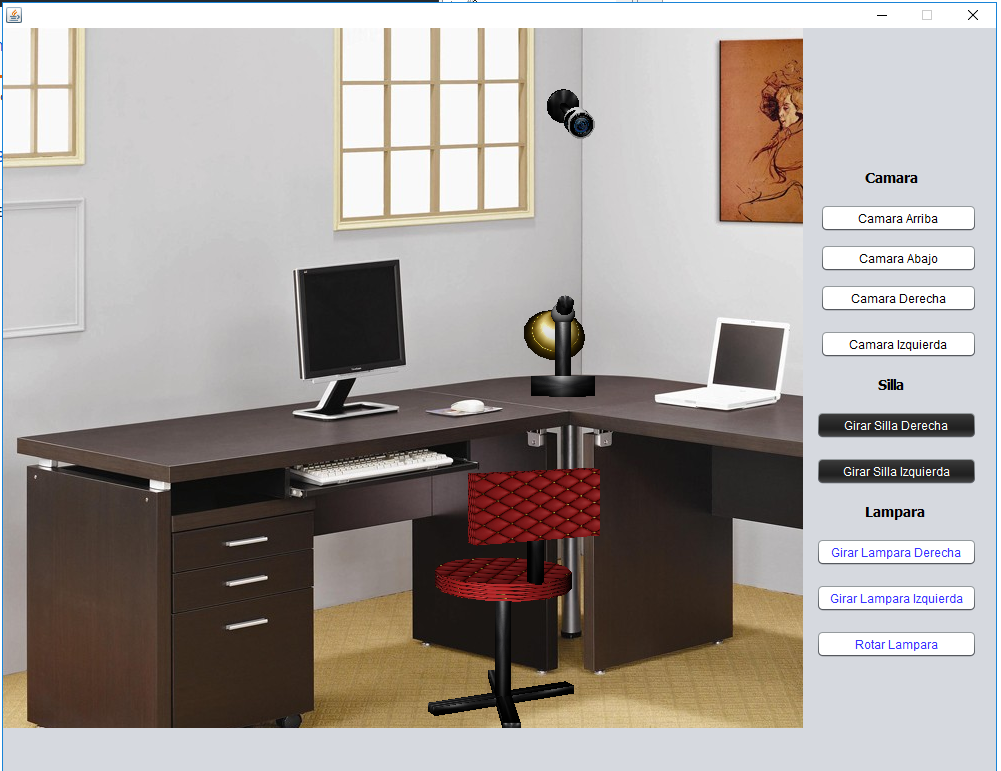 Camara
Camara Arriba
Camara Abajo
Camara Derecha
Camara Izquierda
Silla
Girar Silla Derecha
Girar Silla Izquierda
Lampara
Girar Lampara Derecha
Girar Lampara Izquierda
Rotar Lampara